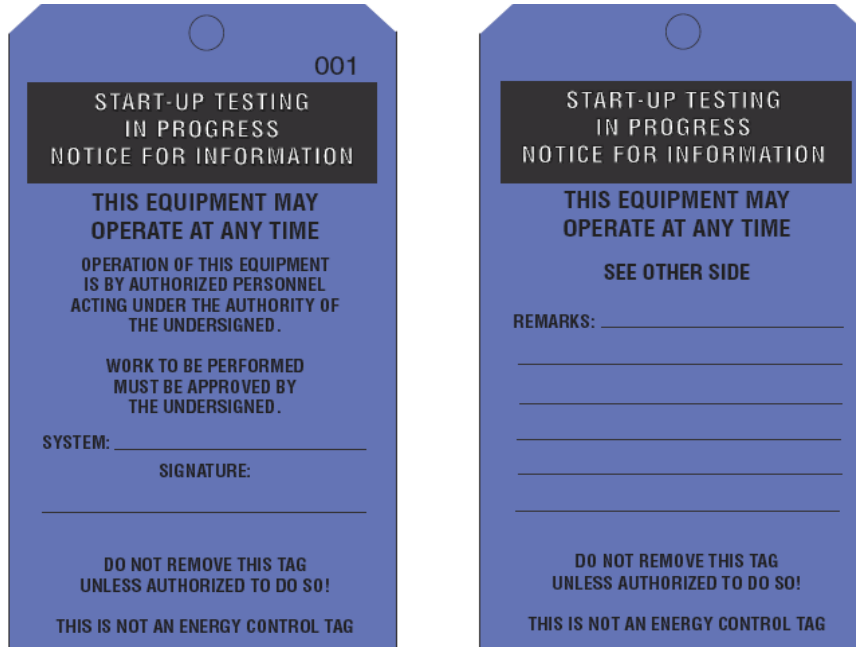 001
START-UP TESTING
IN PROGRESS
NOTICE FOR INFORMATION
THIS EQUIPMENT MAY
OPERATE AT ANY TIME
OPERATION OF THIS EQUIPMENT
IS BY AUTHORIZED PERSONNEL
ACTING UNDER THE AUTHORITY OF
THE UNDERSIGNED.
WORK TO BE PERFORMED
MUST BE APPROVED BY
THE UNDERSIGNED.
SYSTEM:
SIGNATURE:
DO NOT REMOVE THIS TAG
UNLESS AUTHORIZED TO DO SO!
THIS IS NOT AN ENERGY CONTROL TAG
START-UP TESTING
IN PROGRESS
NOTICE FOR INFORMATION
THIS EQUIPMENT MAY
OPERATE AT ANY TIME
SEE OTHER SIDE
REMARKS:
DO NOT REMOVE THIS TAG
UNLESS AUTHORIZED TO DO SO!
THIS IS NOT AN ENERGY CONTROL TAG